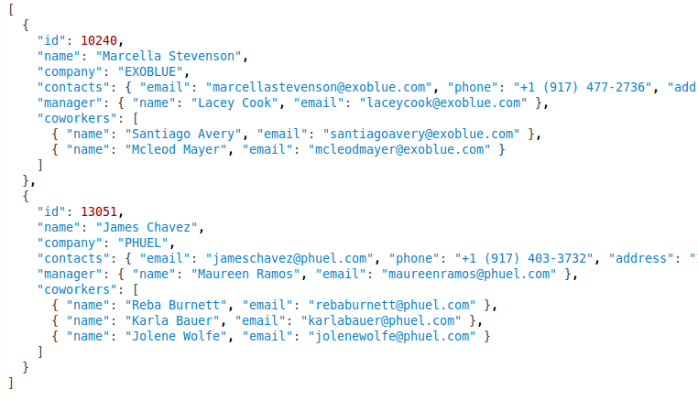 [
  {
    "id": 10240,
    "name": "Marcella Stevenson",
    "company": "EXOBLUE",
    "contacts": { "email": "marcellastevenson@exoblue.com", "phone": "+1 (917) 477-2736", "add
    "manager": { "name": "Lacey Cook", "email": "laceycook@exoblue.com" },
    "coworkers": [
      { "name": "Santiago Avery", "email": "santiagoavery@exoblue.com" },
      { "name": "Mcleod Mayer", "email": "mcleodmayer@exoblue.com" }
    ]
  },
  {
    "id": 13051,
    "name": "James Chavez",
    "company": "PHUEL",
    "contacts": { "email": "jameschavez@phuel.com", "phone": "+1 (917) 403-3732", "address": "
    "manager": { "name": "Maureen Ramos", "email": "maureenramos@phuel.com" },
    "coworkers": [
      { "name": "Reba Burnett", "email": "rebaburnett@phuel.com" },
      { "name": "Karla Bauer", "email": "karlabauer@phuel.com" },
      { "name": "Jolene Wolfe", "email": "jolenewolfe@phuel.com" }
    ]
  }
]